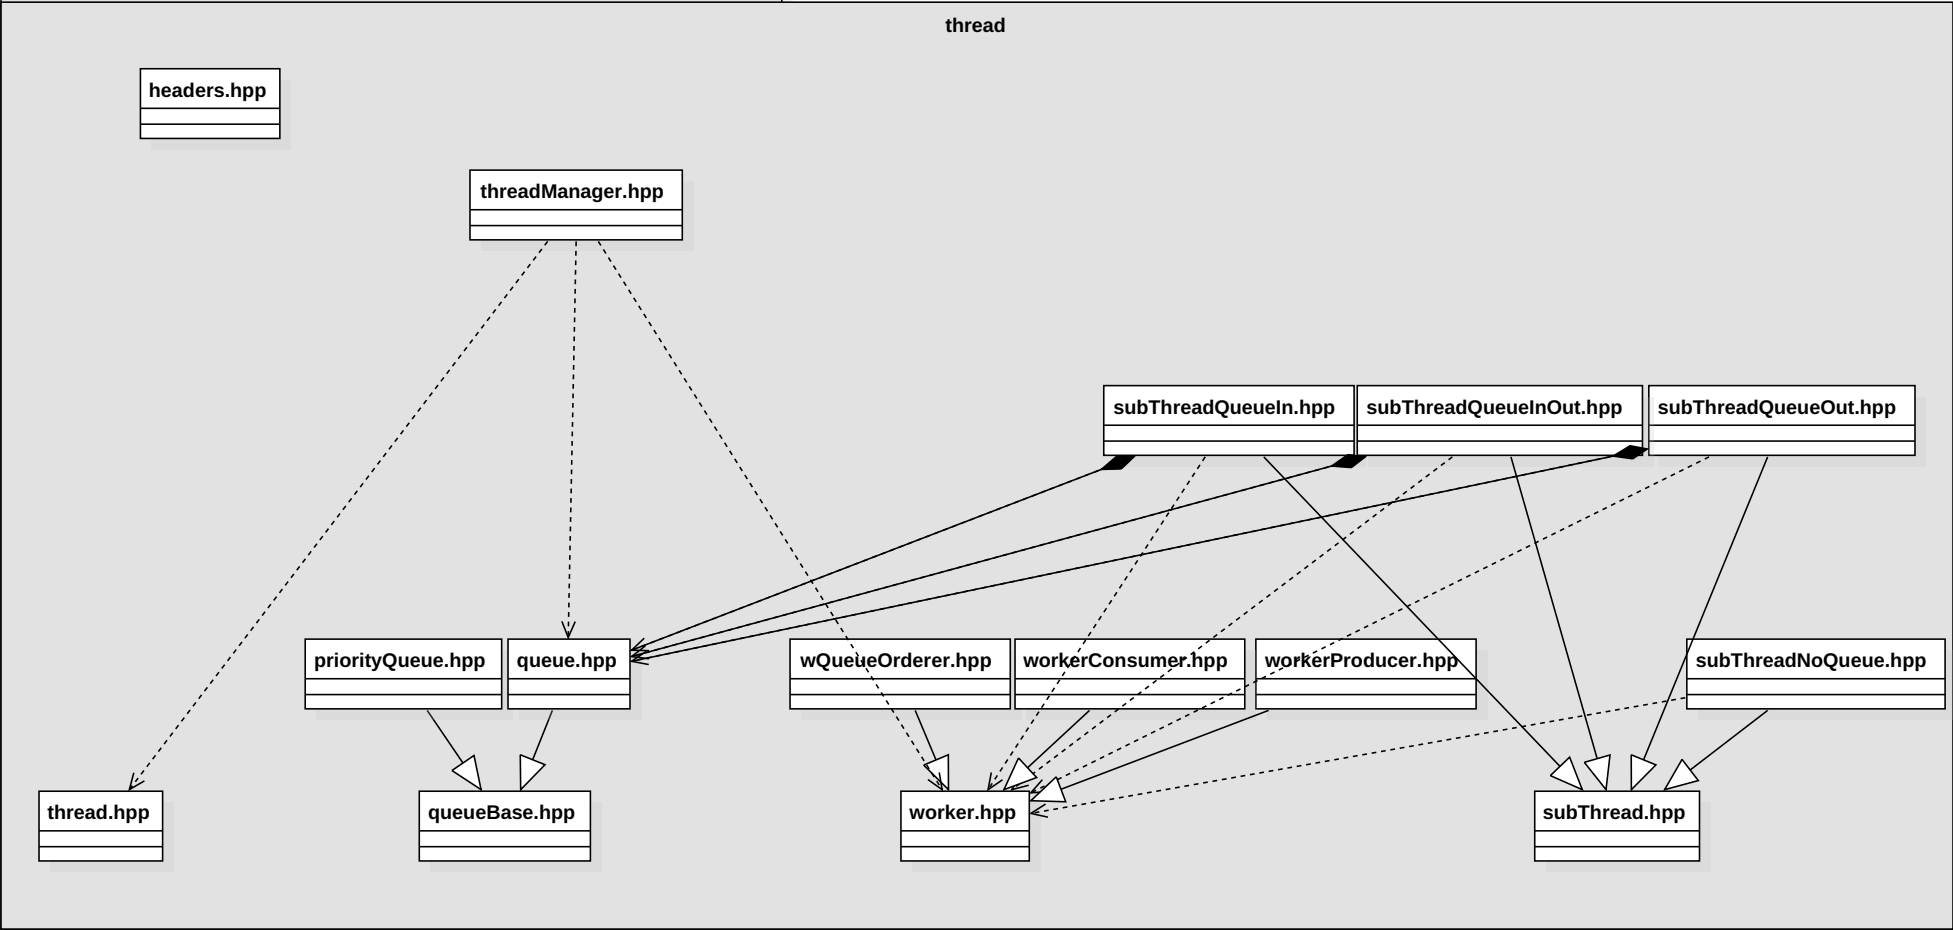 thread
headers.hpp
threadManager.hpp
subThreadQueueIn.hpp
subThreadQueueInOut.hpp
subThreadQueueOut.hpp
priorityQueue.hpp
queue.hpp
wQueueOrderer.hpp
workerConsumer.hpp
workerProducer.hpp
subThreadNoQueue.hpp
thread.hpp
queueBase.hpp
worker.hpp
subThread.hpp